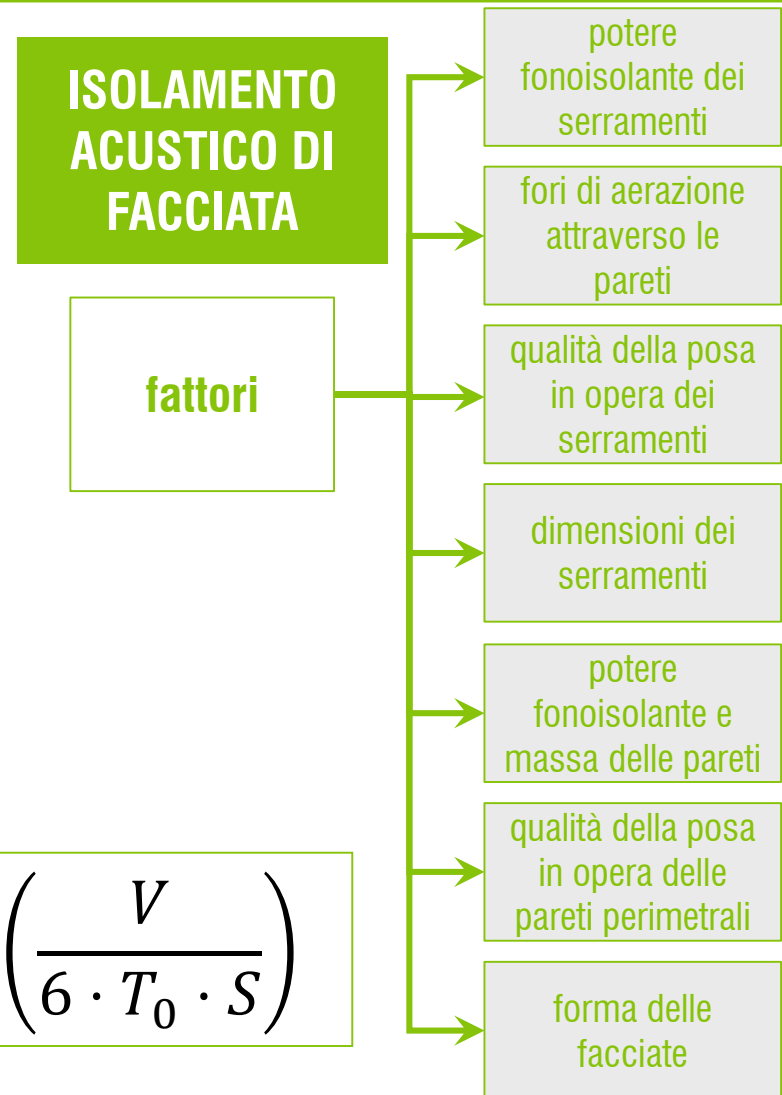 ISOLAMENTO
ACUSTICO DI
FACCIATA
fattori
potere
fonoisolante dei
serramenti
fori di aerazione
attraverso le
pareti
qualità della posa
in opera dei
serramenti
dimensioni dei
serramenti
potere
fonoisolante e
massa delle pareti
qualità della posa
in opera delle
pareti perimetrali
forma delle
facciate
(V / (6 · T₀ · S))